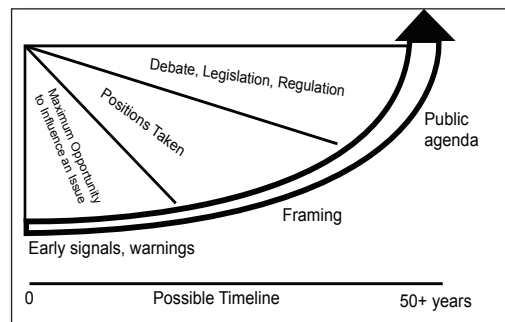 Debate, Legislation, Regulation
Positions Taken
Maximum Opportunity
to Influence an Issue
Public
agenda
Framing
Early signals, warnings
0
Possible Timeline
50+ years